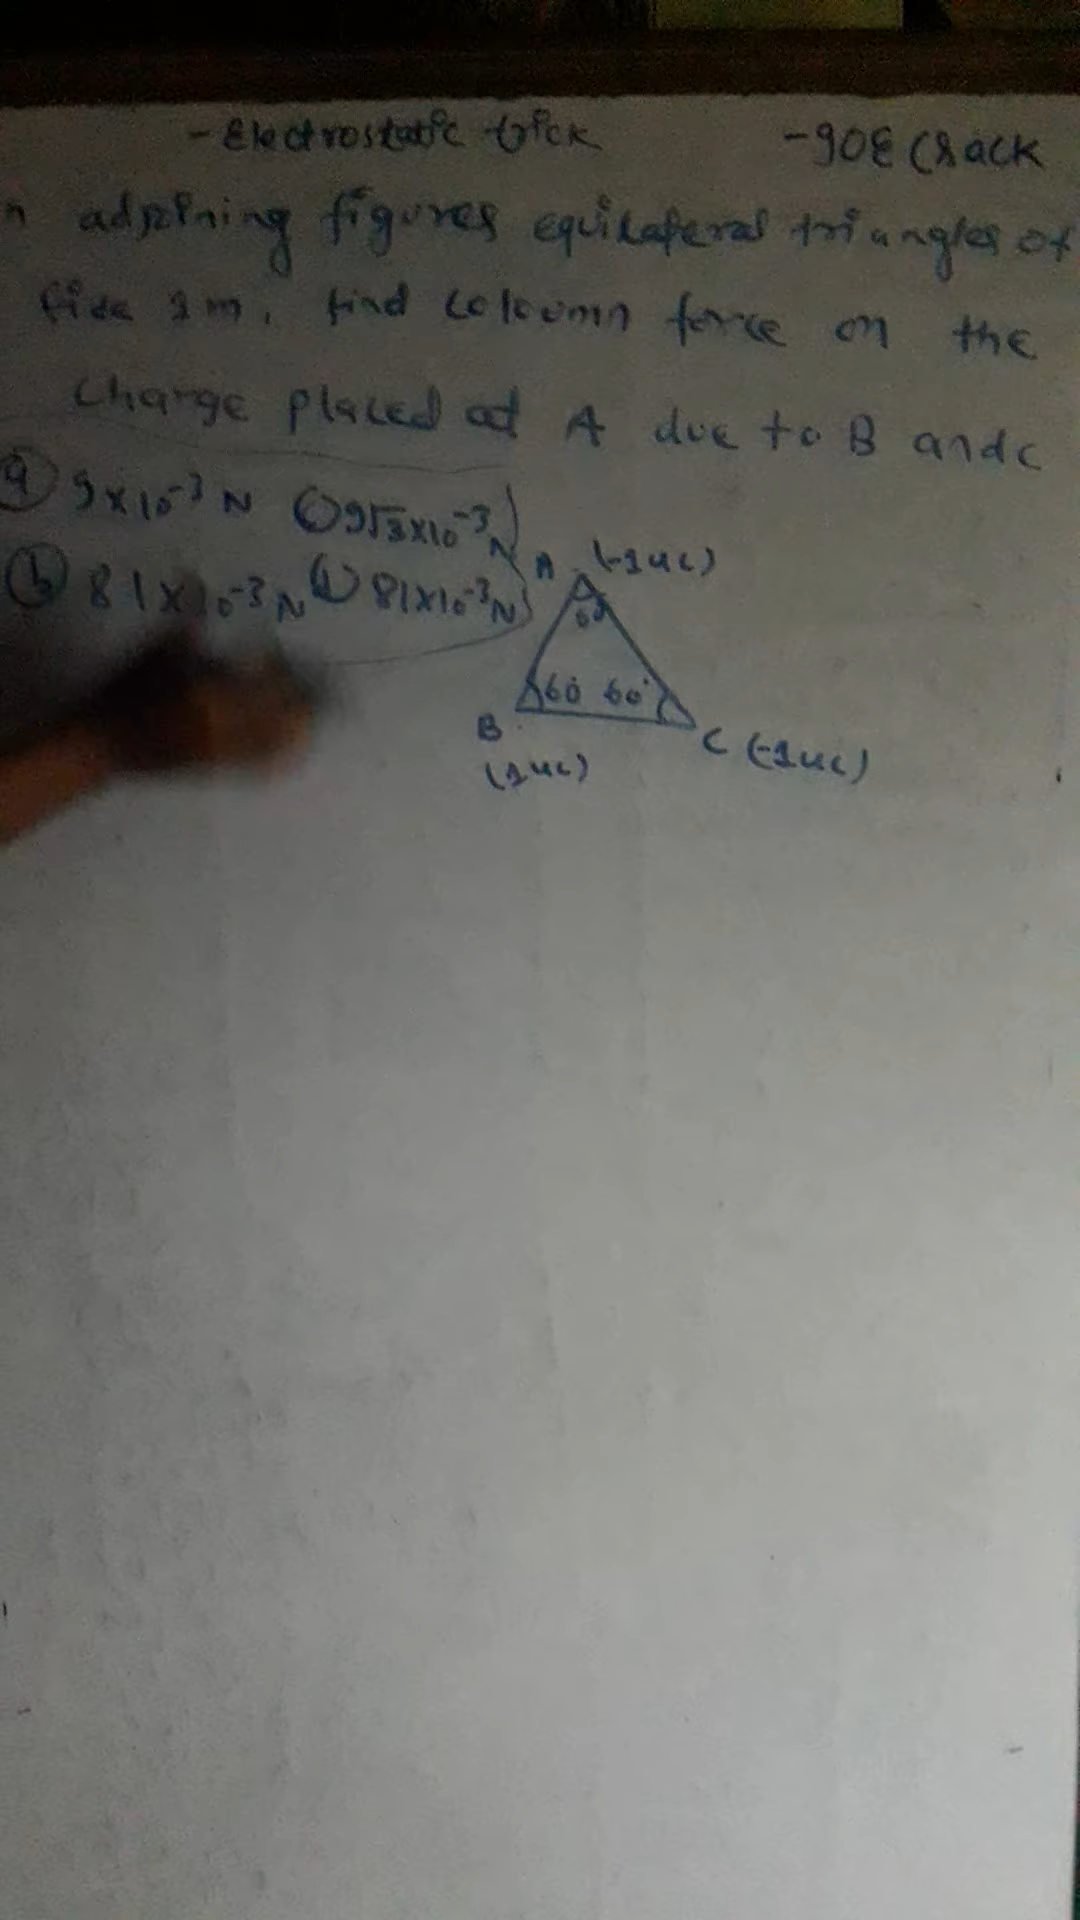 - Electrostatic trick -JOE CRACK
n adjoining figures equilateral triangles of
side 1m, find coloumn force on the
charge placed at A due to B and c
(a) 9×10⁻³ N (c) 9√3×10⁻³ N
(b) 81×10⁻³ N (d) 81×10⁻³ N
A (-1uc)
60
60° 60°
B C (-1uc)
(1uc)